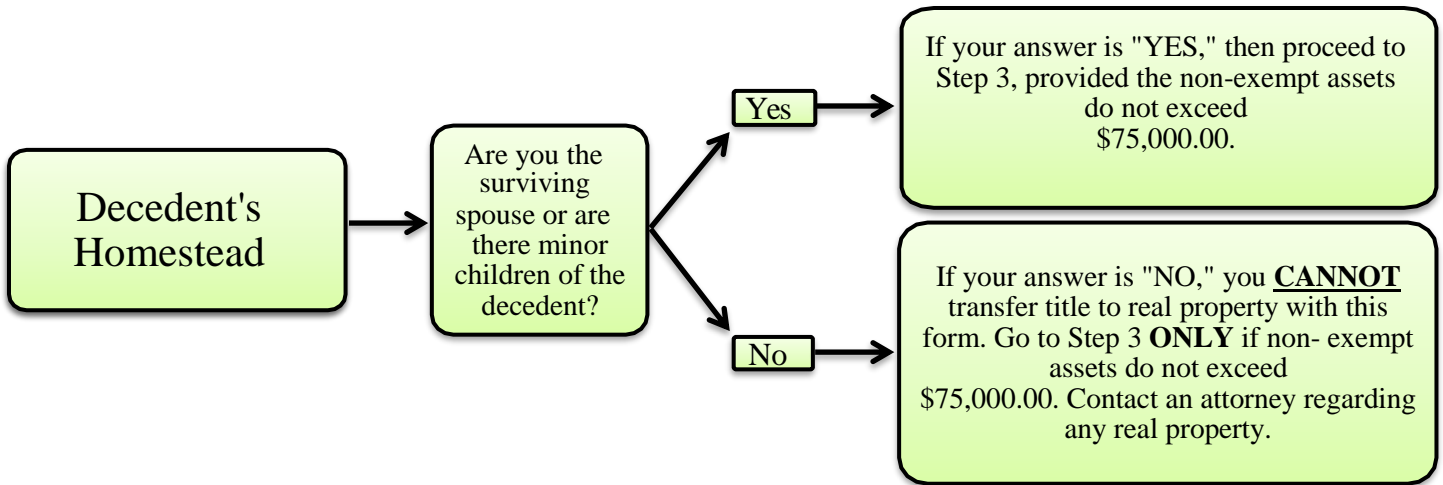 Decedent's
Homestead
Are you the
surviving
spouse or are
there minor
children of the
decedent?
Yes
If your answer is "YES," then proceed to
Step 3, provided the non-exempt assets
do not exceed
$75,000.00.
No
If your answer is "NO," you CANNOT
transfer title to real property with this
form. Go to Step 3 ONLY if non- exempt
assets do not exceed
$75,000.00. Contact an attorney regarding
any real property.